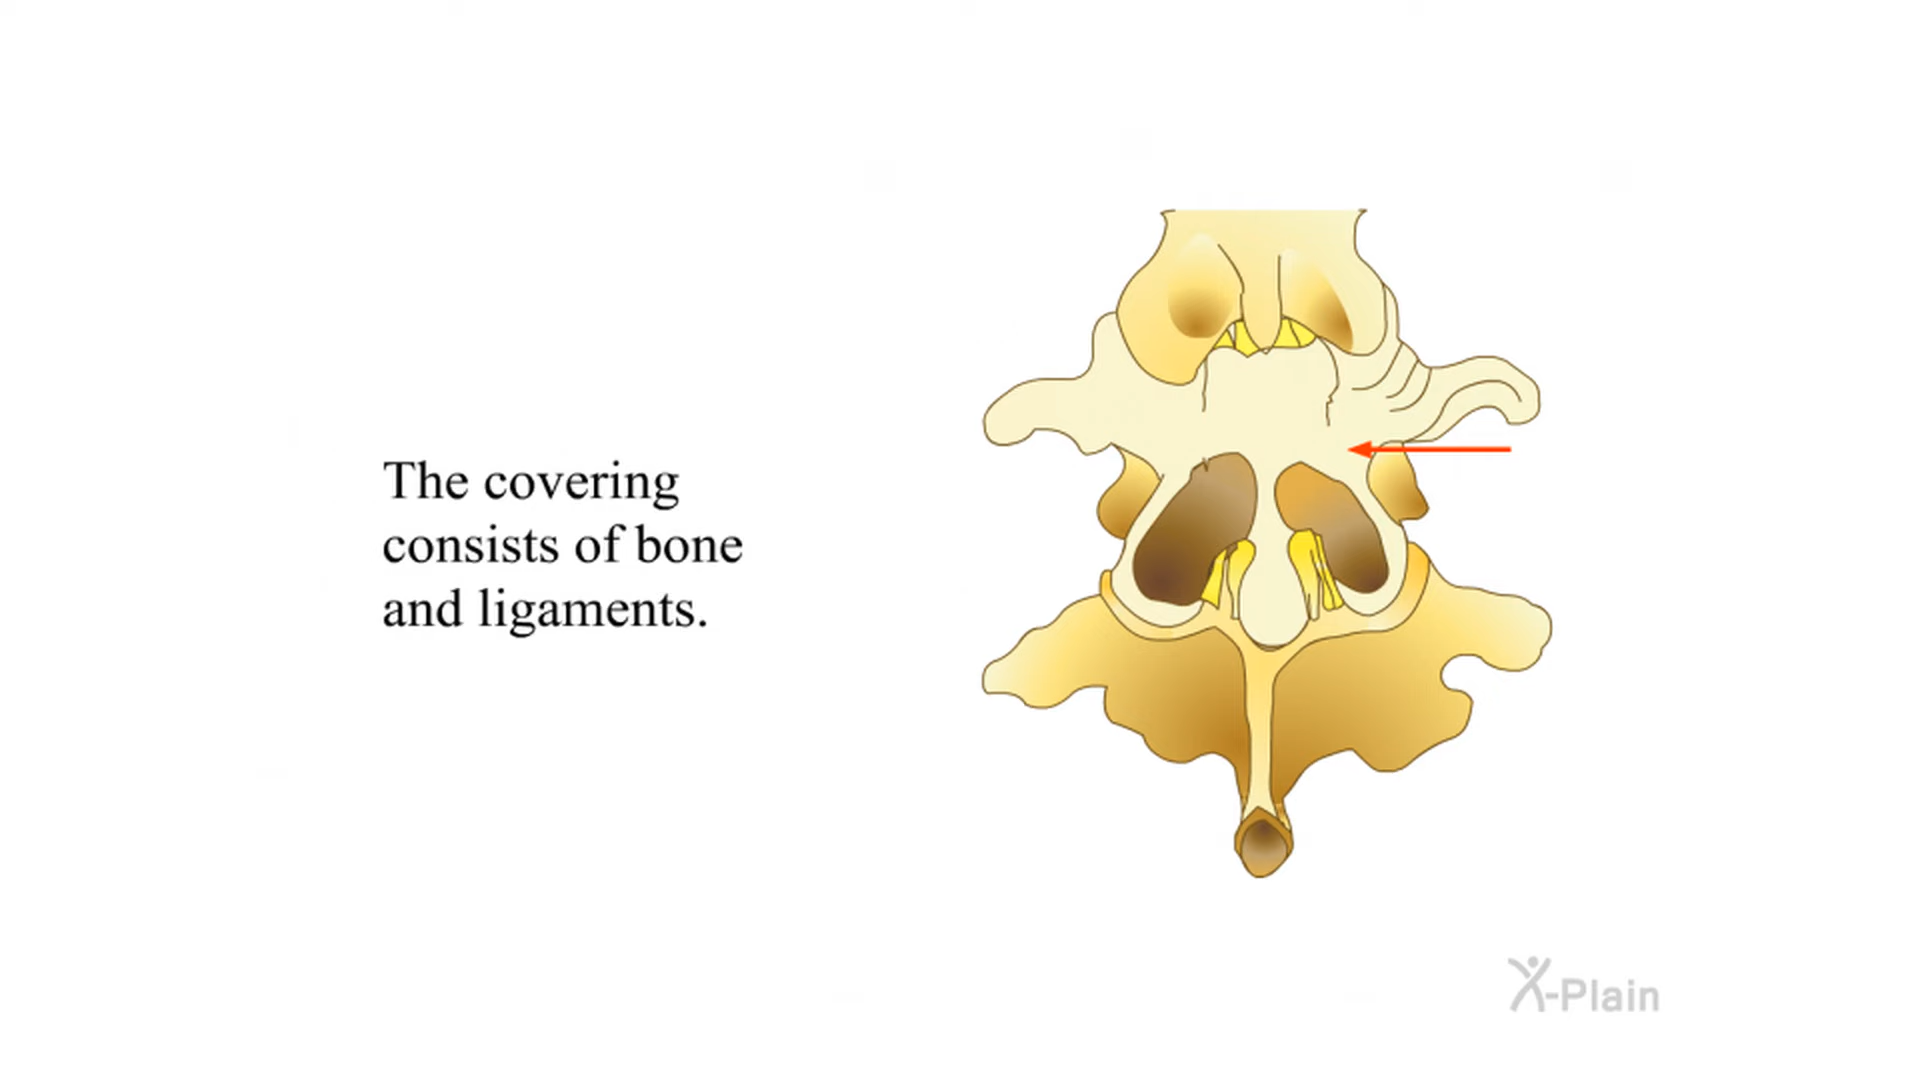 The covering
consists of bone
and ligaments.
X-Plain